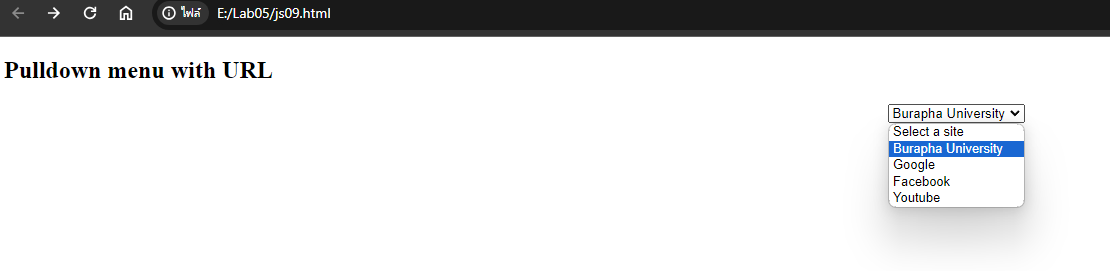 ไฟล์ E:/Lab05/js09.html
Pulldown menu with URL
Burapha University
Select a site
Burapha University
Google
Facebook
Youtube